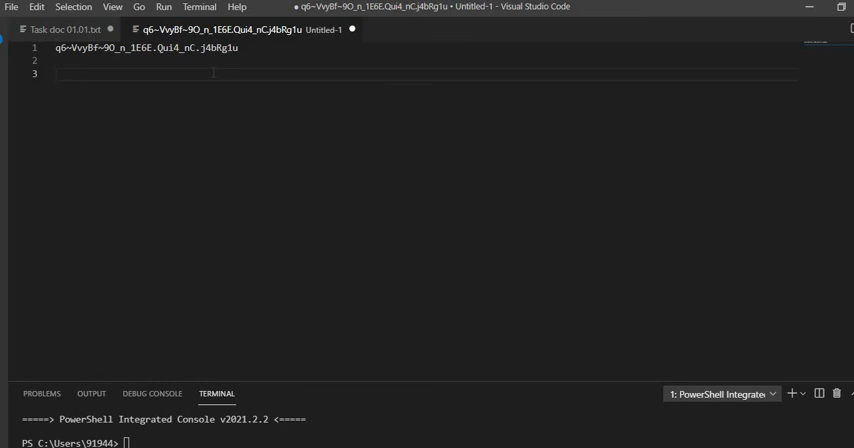 File Edit Selection View Go Run Terminal Help ● q6~VvyBf~9O_n_1E6E.Qui4_nC.j4bRg1u • Untitled-1 - Visual Studio Code
Task doc 01.01.txt ● q6~VvyBf~9O_n_1E6E.Qui4_nC.j4bRg1u Untitled-1 ●
1 q6~VvyBf~9O_n_1E6E.Qui4_nC.j4bRg1u
2
3
PROBLEMS OUTPUT DEBUG CONSOLE TERMINAL 1: PowerShell Integrate
=====> PowerShell Integrated Console v2021.2.2 <=====
PS C:\Users\91944>